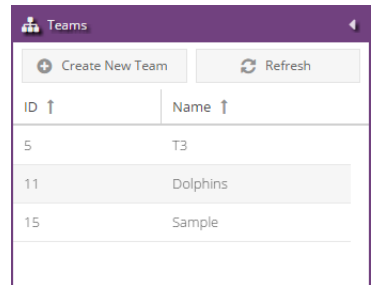 Teams
Create New Team Refresh
ID Name
5 T3
11 Dolphins
15 Sample